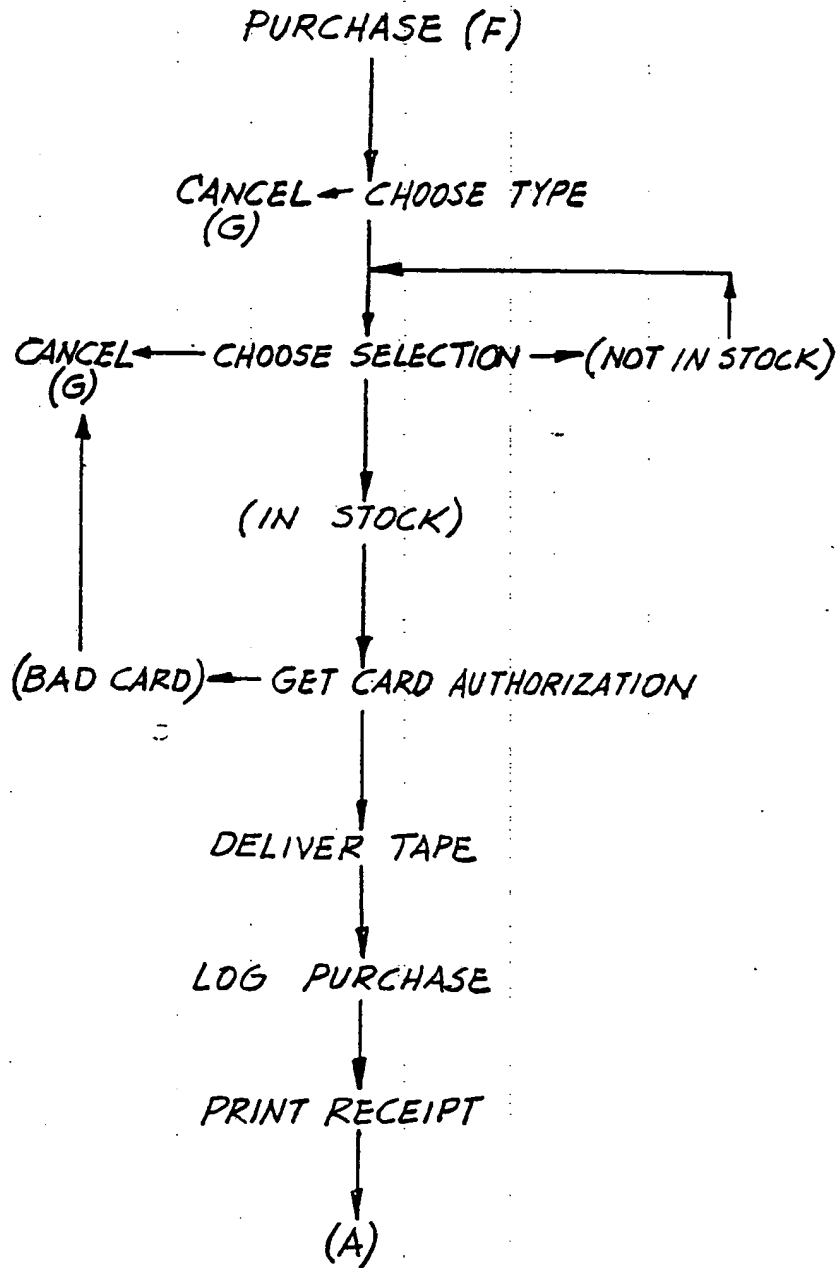 PURCHASE (F)
CANCEL
(G)
CHOOSE TYPE
CANCEL
(G)
CHOOSE SELECTION
(NOT IN STOCK)
(IN STOCK)
(BAD CARD)
GET CARD AUTHORIZATION
DELIVER TAPE
LOG PURCHASE
PRINT RECEIPT
(A)